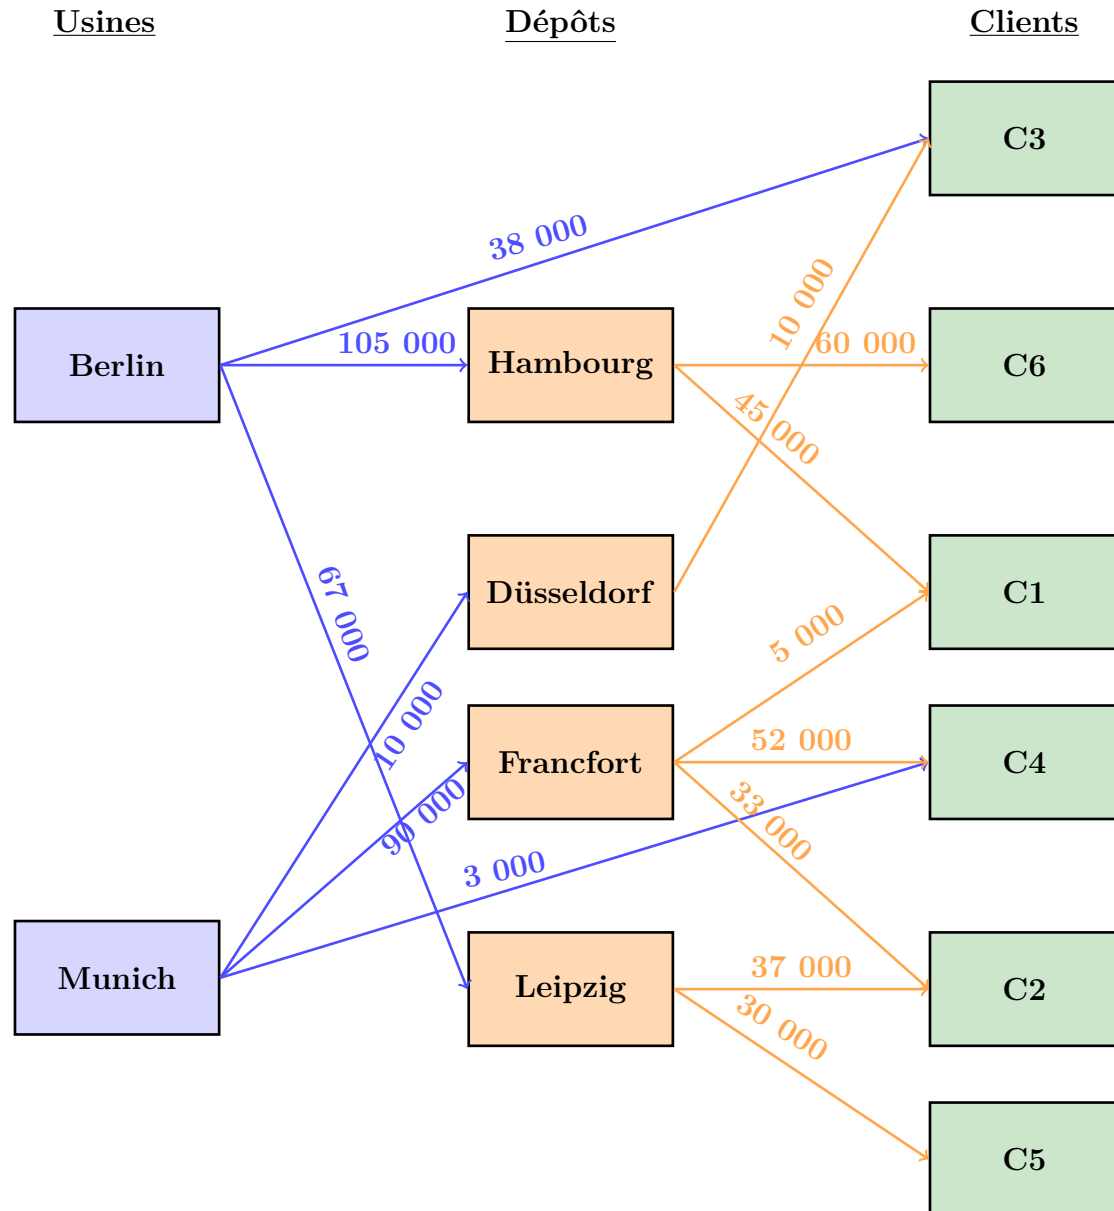 Usines
Dépôts
Clients
C3
38 000
10 000
Berlin
105 000
Hambourg
60 000
C6
45 000
67 000
Düsseldorf
C1
5 000
10 000
Francfort
52 000
C4
90 000
33 000
3 000
Munich
Leipzig
37 000
C2
30 000
C5